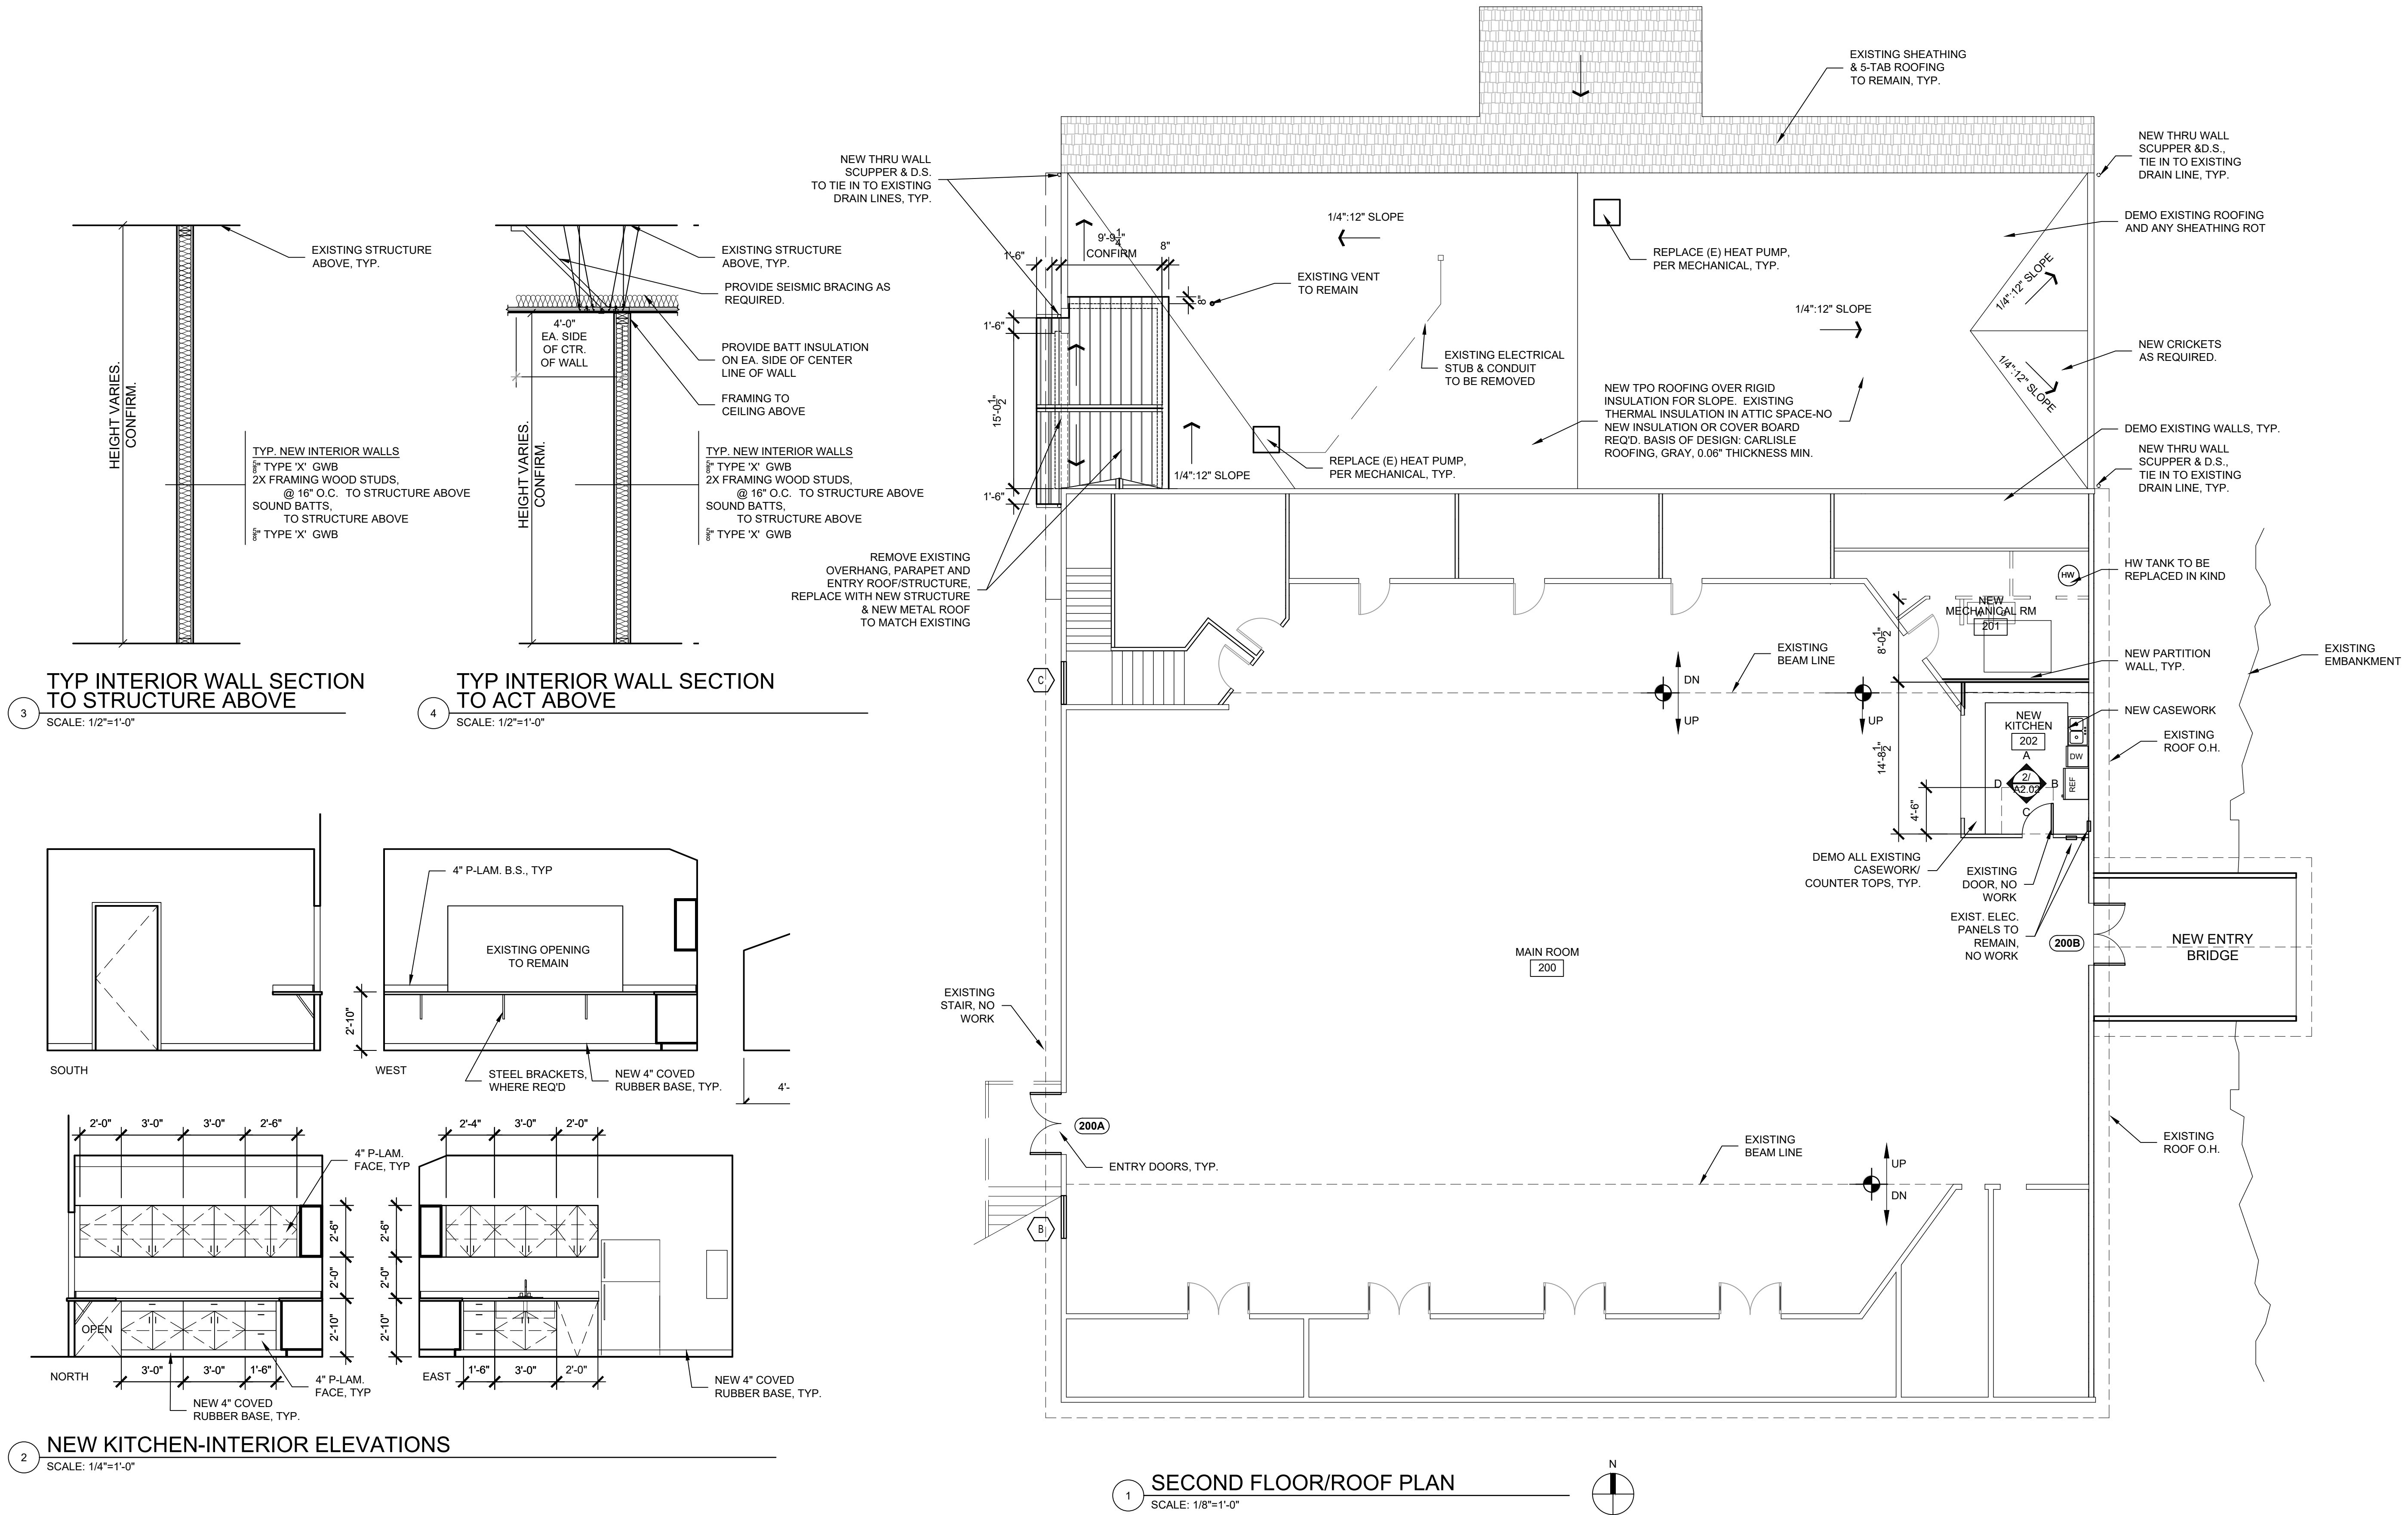 EXISTING STRUCTURE
ABOVE, TYP.
HEIGHT VARIES.
CONFIRM.
TYP. NEW INTERIOR WALLS
5/8" TYPE 'X' GWB
2X FRAMING WOOD STUDS,
@ 16" O.C. TO STRUCTURE ABOVE
SOUND BATTS,
TO STRUCTURE ABOVE
5/8" TYPE 'X' GWB
3
TYP INTERIOR WALL SECTION
TO STRUCTURE ABOVE
SCALE: 1/2"=1'-0"
EXISTING STRUCTURE
ABOVE, TYP.
PROVIDE SEISMIC BRACING AS
REQUIRED.
4'-0"
EA. SIDE
OF CTR.
OF WALL
PROVIDE BATT INSULATION
ON EA. SIDE OF CENTER
LINE OF WALL
FRAMING TO
CEILING ABOVE
HEIGHT VARIES.
CONFIRM.
TYP. NEW INTERIOR WALLS
5/8" TYPE 'X' GWB
2X FRAMING WOOD STUDS,
@ 16" O.C. TO STRUCTURE ABOVE
SOUND BATTS,
TO STRUCTURE ABOVE
5/8" TYPE 'X' GWB
4
TYP INTERIOR WALL SECTION
TO ACT ABOVE
SCALE: 1/2"=1'-0"
SOUTH
4" P-LAM. B.S., TYP
EXISTING OPENING
TO REMAIN
2'-10"
WEST
STEEL BRACKETS,
WHERE REQ'D
NEW 4" COVED
RUBBER BASE, TYP.
4'-
2'-0"
3'-0"
3'-0"
2'-6"
4" P-LAM.
FACE, TYP
2'-6"
2'-0"
2'-10"
OPEN
NORTH
3'-0"
3'-0"
1'-6"
4" P-LAM.
FACE, TYP
NEW 4" COVED
RUBBER BASE, TYP.
2'-4"
3'-0"
2'-0"
2'-6"
2'-0"
2'-10"
EAST
1'-6"
3'-0"
2'-0"
NEW 4" COVED
RUBBER BASE, TYP.
2
NEW KITCHEN-INTERIOR ELEVATIONS
SCALE: 1/4"=1'-0"
EXISTING SHEATHING
& 5-TAB ROOFING
TO REMAIN, TYP.
NEW THRU WALL
SCUPPER & D.S.
TO TIE IN TO EXISTING
DRAIN LINES, TYP.
NEW THRU WALL
SCUPPER &D.S.,
TIE IN TO EXISTING
DRAIN LINE, TYP.
1'-6"
9'-9 1/4"
CONFIRM
8"
8"
1/4":12" SLOPE
EXISTING VENT
TO REMAIN
REPLACE (E) HEAT PUMP,
PER MECHANICAL, TYP.
DEMO EXISTING ROOFING
AND ANY SHEATHING ROT
1/4":12" SLOPE
1/4":12" SLOPE
1/4":12" SLOPE
NEW CRICKETS
AS REQUIRED.
1'-6"
15'-0 1/2"
1'-6"
EXISTING ELECTRICAL
STUB & CONDUIT
TO BE REMOVED
NEW TPO ROOFING OVER RIGID
INSULATION FOR SLOPE. EXISTING
THERMAL INSULATION IN ATTIC SPACE-NO
NEW INSULATION OR COVER BOARD
REQ'D. BASIS OF DESIGN: CARLISLE
ROOFING, GRAY, 0.06" THICKNESS MIN.
1/4":12" SLOPE
REPLACE (E) HEAT PUMP,
PER MECHANICAL, TYP.
DEMO EXISTING WALLS, TYP.
NEW THRU WALL
SCUPPER & D.S.,
TIE IN TO EXISTING
DRAIN LINE, TYP.
REMOVE EXISTING
OVERHANG, PARAPET AND
ENTRY ROOF/STRUCTURE,
REPLACE WITH NEW STRUCTURE
& NEW METAL ROOF
TO MATCH EXISTING
HW
HW TANK TO BE
REPLACED IN KIND
NEW
MECHANICAL RM
201
8'-0 1/2"
C
EXISTING
BEAM LINE
DN
UP
UP
NEW PARTITION
WALL, TYP.
EXISTING
EMBANKMENT
NEW CASEWORK
NEW
KITCHEN
202
EXISTING
ROOF O.H.
14'-8 1/2"
4'-6"
DW
REF
A
B
C
D
2/
A2.02
DEMO ALL EXISTING
CASEWORK/
COUNTER TOPS, TYP.
EXISTING
DOOR, NO
WORK
EXIST. ELEC.
PANELS TO
REMAIN,
NO WORK
200B
NEW ENTRY
BRIDGE
MAIN ROOM
200
EXISTING
STAIR, NO
WORK
200A
ENTRY DOORS, TYP.
B
EXISTING
BEAM LINE
UP
DN
EXISTING
ROOF O.H.
1
SECOND FLOOR/ROOF PLAN
SCALE: 1/8"=1'-0"
N